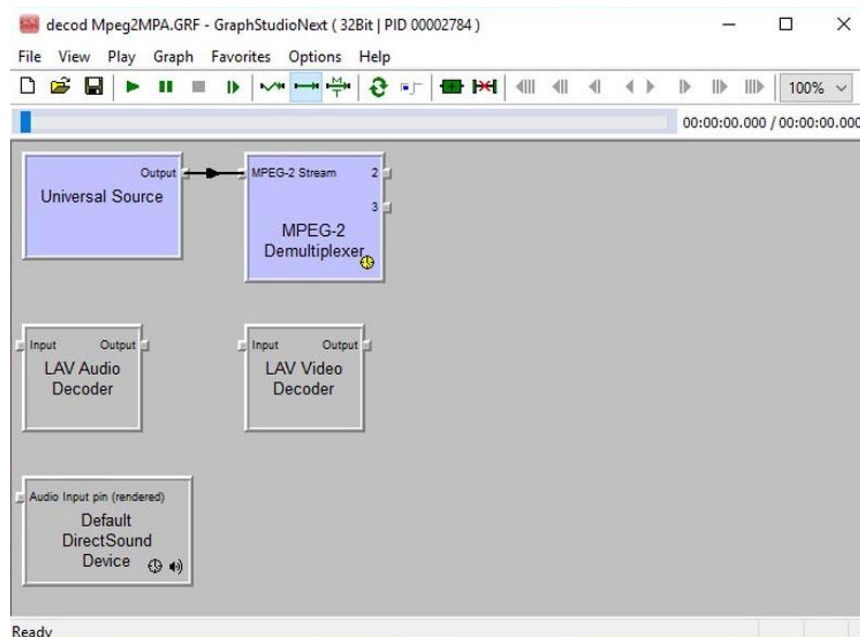 decod Mpeg2MPA.GRF - GraphStudioNext ( 32Bit | PID 00002784 )
File View Play Graph Favorites Options Help
100%
00:00:00.000 / 00:00:00.000
Output
Universal Source
MPEG-2 Stream 2
3
MPEG-2
Demultiplexer
Input Output
LAV Audio
Decoder
Input Output
LAV Video
Decoder
Audio Input pin (rendered)
Default
DirectSound
Device
Ready